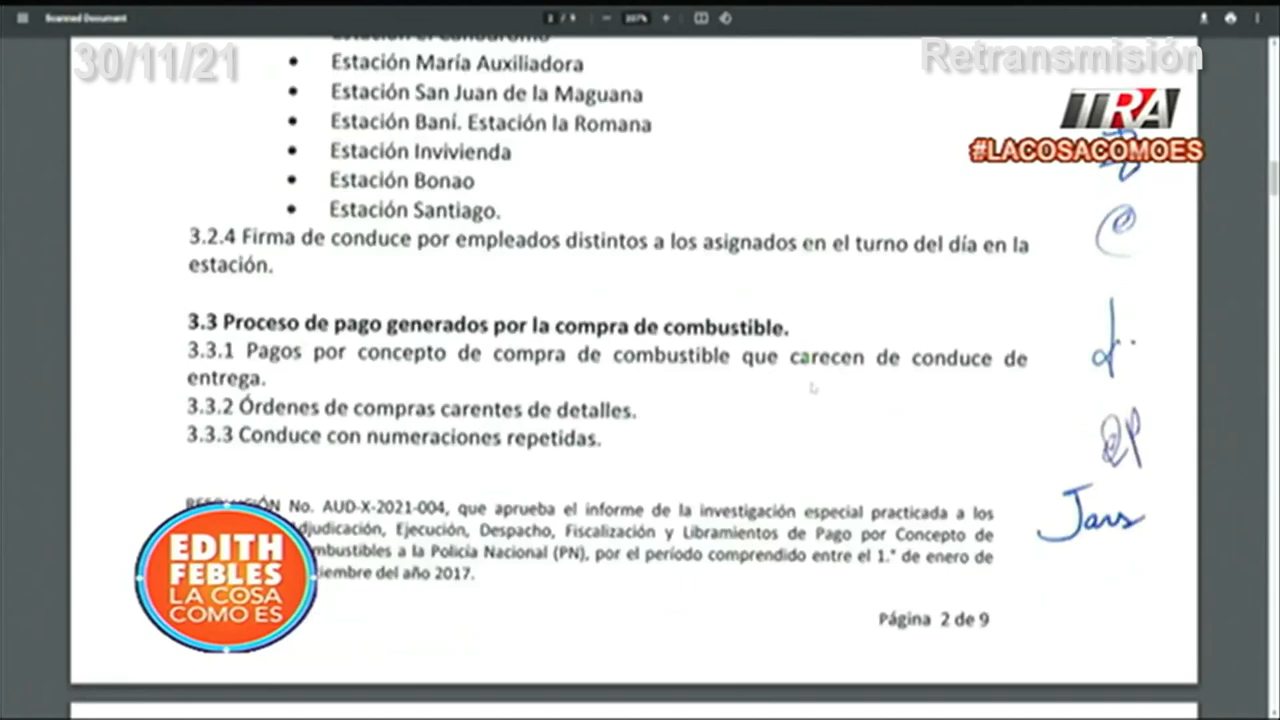 Scanned Document
2 / 9
207%
30/11/21
Retransmisión
TRA
#LACOSACOMOES
• Estación María Auxiliadora
• Estación San Juan de la Maguana
• Estación Baní. Estación la Romana
• Estación Invivienda
• Estación Bonao
• Estación Santiago.
3.2.4 Firma de conduce por empleados distintos a los asignados en el turno del día en la
estación.
3.3 Proceso de pago generados por la compra de combustible.
3.3.1 Pagos por concepto de compra de combustible que carecen de conduce de
entrega.
3.3.2 Órdenes de compras carentes de detalles.
3.3.3 Conduce con numeraciones repetidas.
No. AUD-X-2021-004, que aprueba el informe de la investigación especial practicada a los
Ejecución, Despacho, Fiscalización y Libramientos de Pago por Concepto de
a la Policía Nacional (PN), por el período comprendido entre el 1.° de enero de
del año 2017.
EDITH
FEBLES
LA COSA
COMO ES
Página 2 de 9